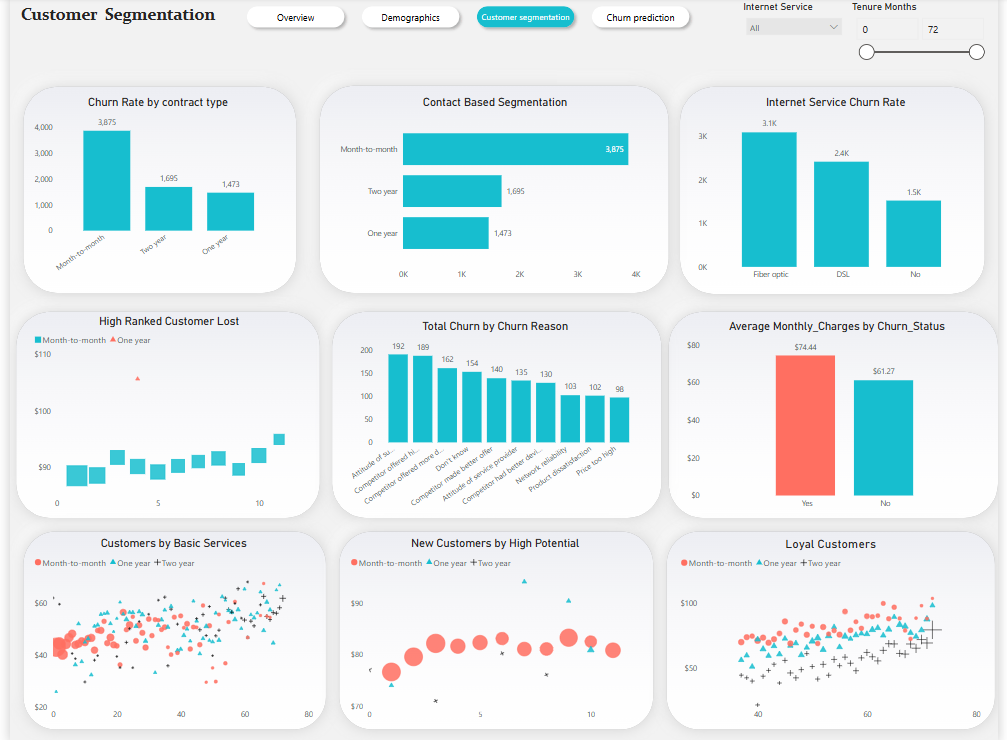 Customer Segmentation
Overview
Demographics
Customer segmentation
Churn prediction
Internet Service
All
Tenure Months
0
72
Churn Rate by contract type
4,000
3,000
2,000
1,000
0
3,875
1,695
1,473
Month-to-month
Two year
One year
Contact Based Segmentation
Month-to-month
Two year
One year
3,875
1,695
1,473
0K
1K
2K
3K
4K
Internet Service Churn Rate
3K
2K
1K
0K
3.1K
2.4K
1.5K
Fiber optic
DSL
No
High Ranked Customer Lost
Month-to-month One year
$110
$100
$90
0
5
10
Total Churn by Churn Reason
200
150
100
50
0
192
189
162
154
140
135
130
103
102
98
Attitude of su...
Competitor offered hi...
Competitor offered more d...
Don't know
Competitor made better offer
Attitude of service provider
Competitor had better devi...
Network reliability
Product dissatisfaction
Price too high
Average Monthly_Charges by Churn_Status
$80
$60
$40
$20
$0
$74.44
$61.27
Yes
No
Customers by Basic Services
Month-to-month One year Two year
$60
$40
$20
0
20
40
60
80
New Customers by High Potential
Month-to-month One year Two year
$90
$80
$70
0
5
10
Loyal Customers
Month-to-month One year Two year
$100
$50
40
60
80